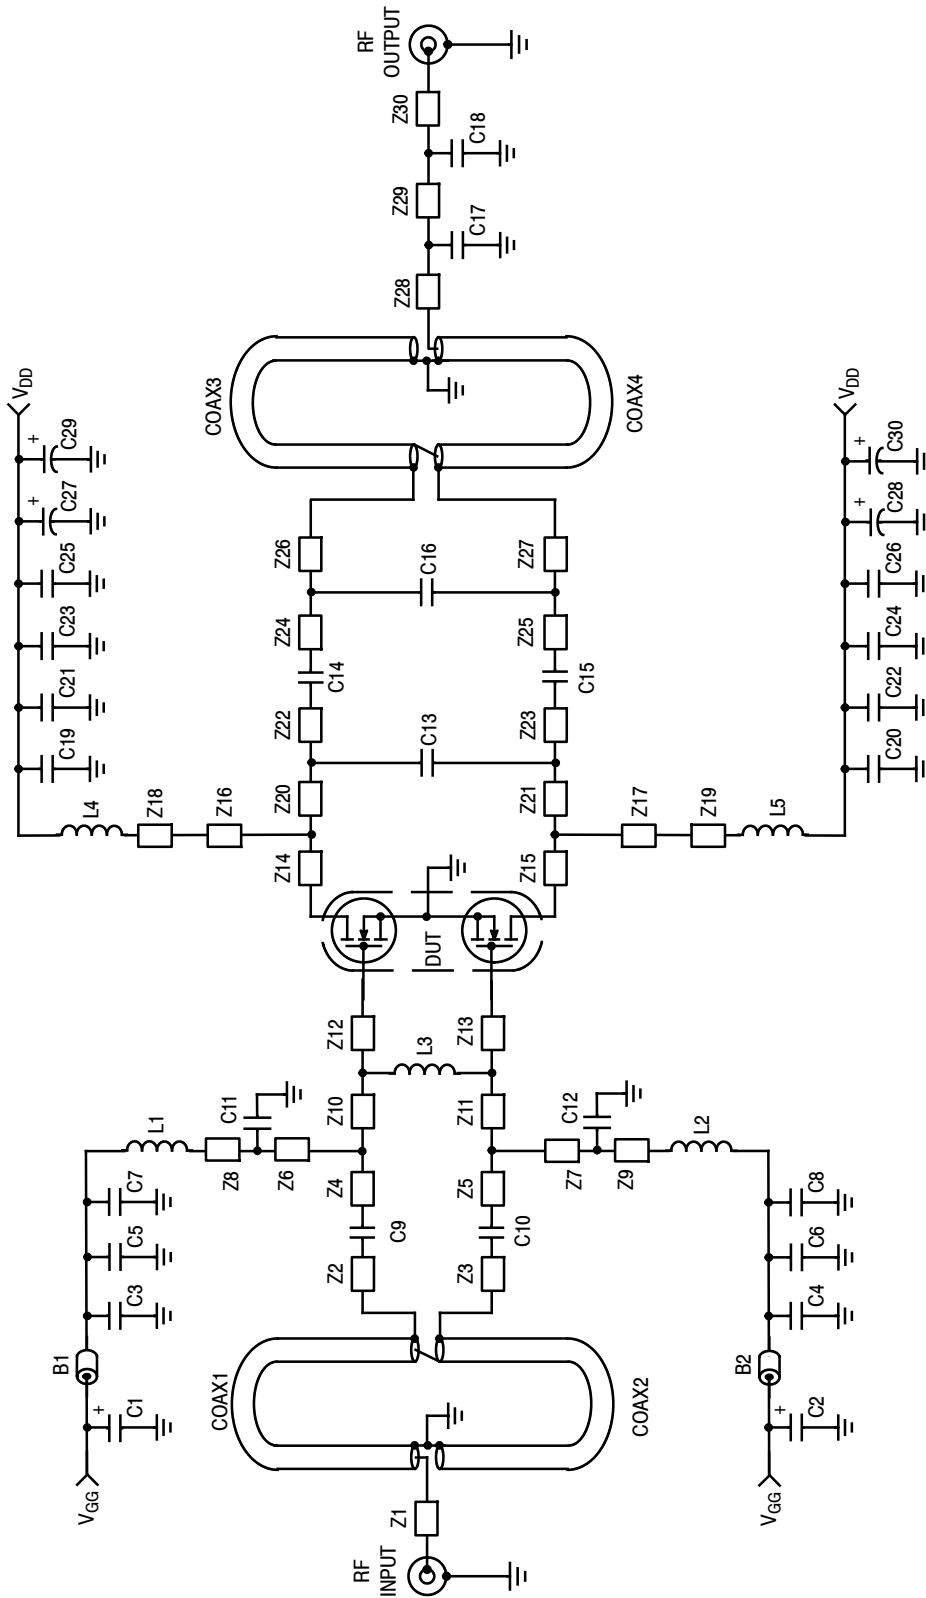 RF
OUTPUT
Z30
C18
Z29
C17
Z28
COAX3
COAX4
VDD
C29
+
C27
+
C25
C23
C21
C19
L4
Z18
Z16
Z26
Z24
C14
Z22
Z20
Z14
C16
C13
Z27
Z25
C15
Z23
Z21
Z15
VDD
C30
+
C28
+
C26
C24
C22
C20
L5
Z19
Z17
DUT
Z12
Z13
L3
Z10
Z11
L1
C11
Z8
Z6
Z4
C9
Z2
Z5
C10
Z3
C12
Z7
Z9
L2
C7
C5
C3
B1
+
C1
VGG
C8
C6
C4
B2
+
C2
VGG
COAX1
COAX2
Z1
RF
INPUT